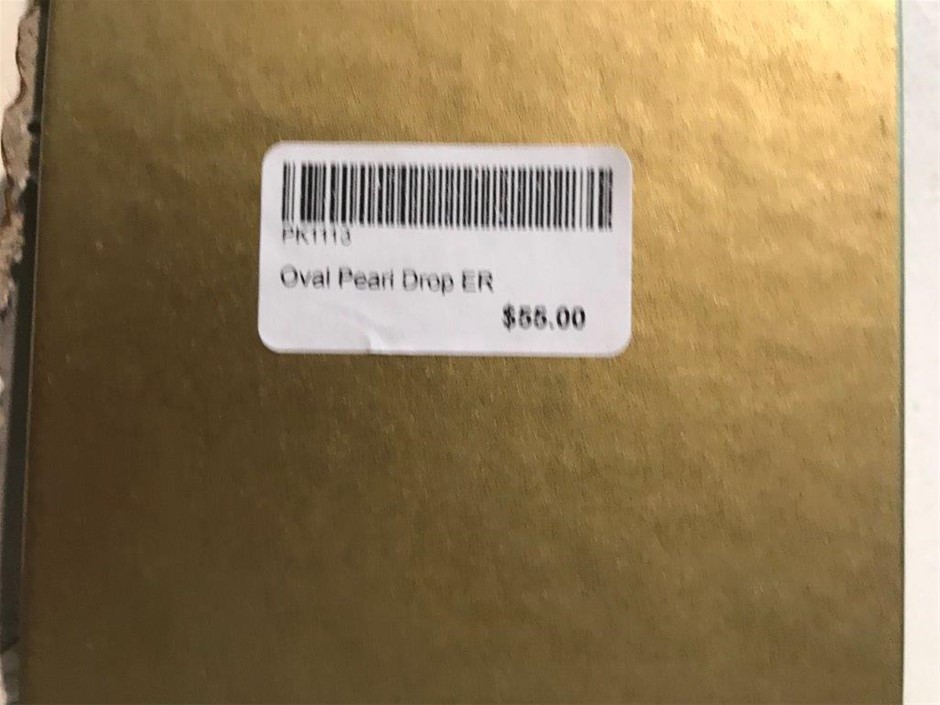 PK1113
Oval Pearl Drop ER
$55.00